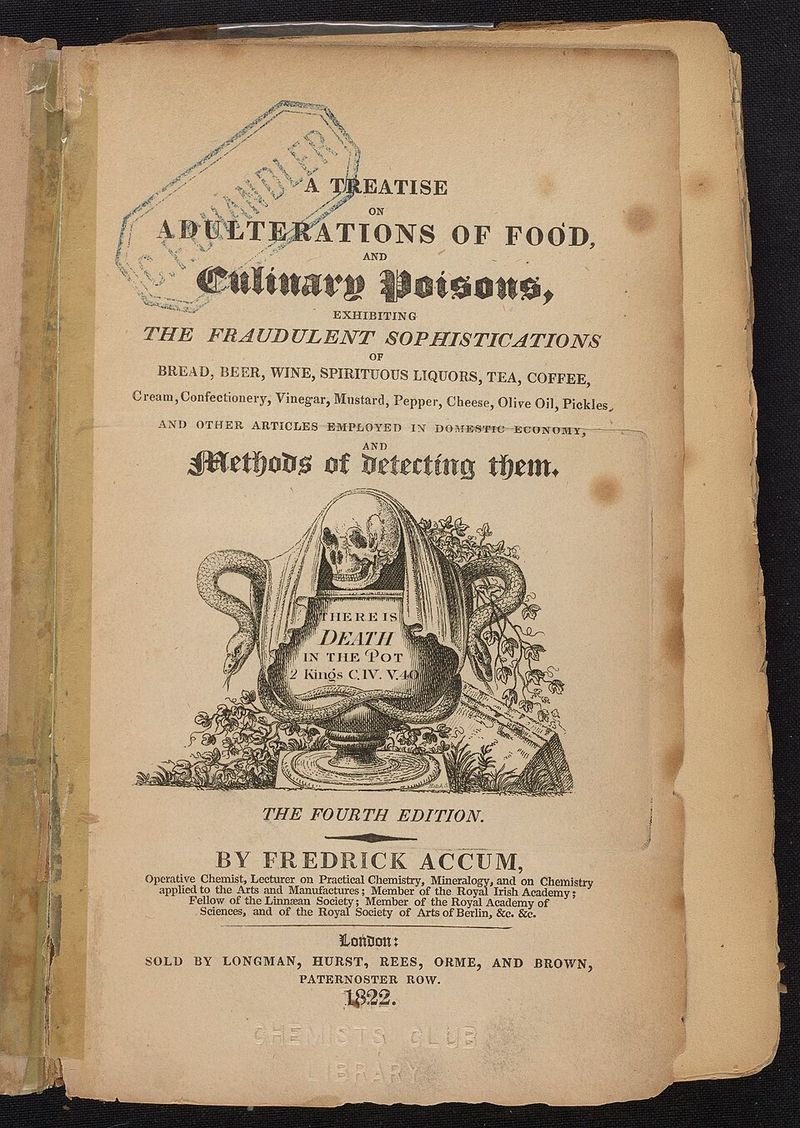 C. F. CHANDLER
A TREATISE
ON
ADULTERATIONS OF FOOD,
AND
Culinary Poisons,
EXHIBITING
THE FRAUDULENT SOPHISTICATIONS
OF
BREAD, BEER, WINE, SPIRITUOUS LIQUORS, TEA, COFFEE,
Cream, Confectionery, Vinegar, Mustard, Pepper, Cheese, Olive Oil, Pickles,
AND OTHER ARTICLES EMPLOYED IN DOMESTIC ECONOMY,
AND
Methods of detecting them.
THERE IS
DEATH
IN THE POT
2 Kings C.IV. V.40
THE FOURTH EDITION.
BY FREDRICK ACCUM,
Operative Chemist, Lecturer on Practical Chemistry, Mineralogy, and on Chemistry
applied to the Arts and Manufactures; Member of the Royal Irish Academy;
Fellow of the Linnæan Society; Member of the Royal Academy of
Sciences, and of the Royal Society of Arts of Berlin, &c. &c.
London:
SOLD BY LONGMAN, HURST, REES, ORME, AND BROWN,
PATERNOSTER ROW.
1822.
CHEMISTS CLUB
LIBRARY